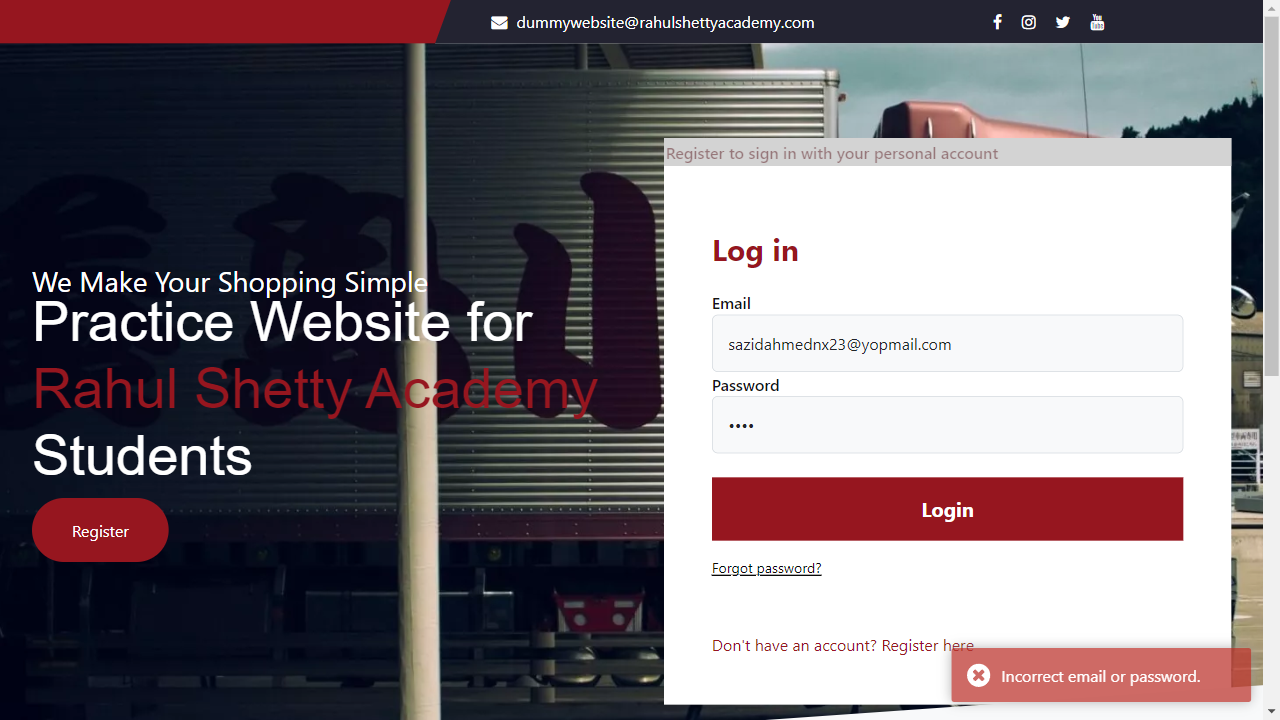 dummywebsite@rahulshettyacademy.com
We Make Your Shopping Simple
Practice Website for
Rahul Shetty Academy
Students
Register
Register to sign in with your personal account
Log in
Email
sazidahmednx23@yopmail.com
Password
••••
Login
Forgot password?
Don't have an account? Register here
Incorrect email or password.